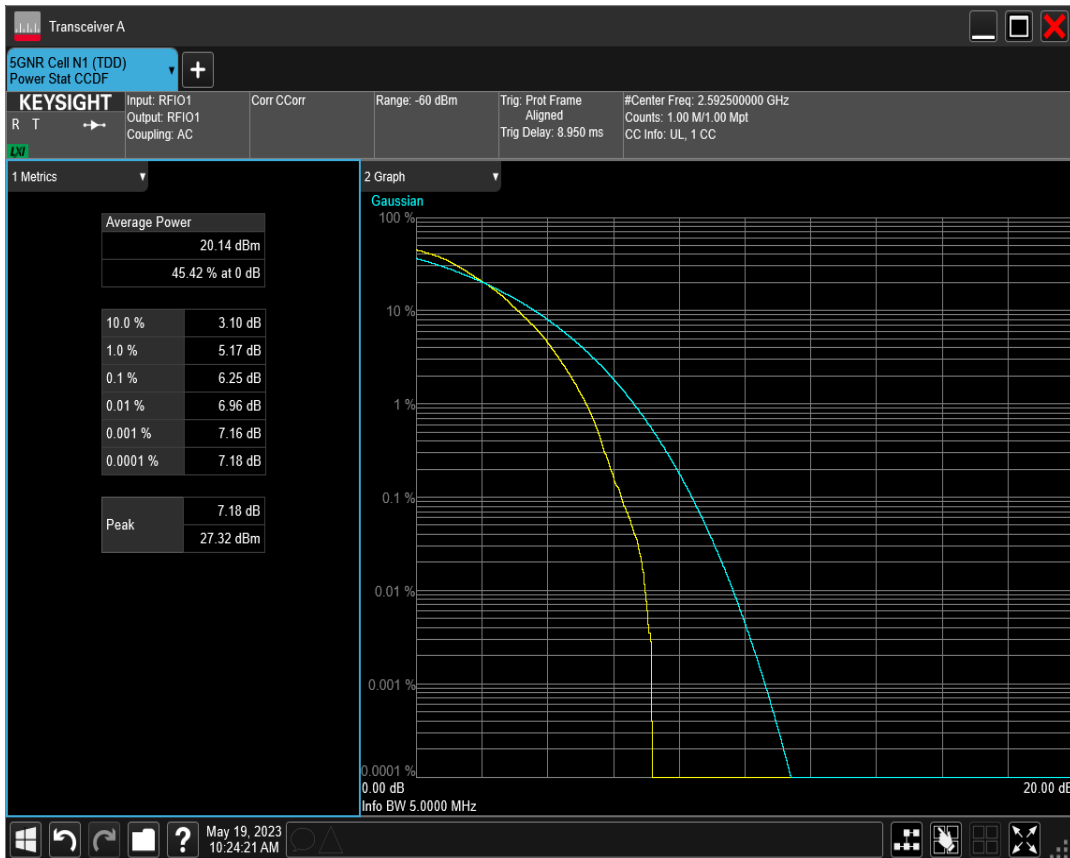 Transceiver A
5GNR Cell N1 (TDD)
Power Stat CCDF
KEYSIGHT
R T
LXI
Input: RFIO1
Output: RFIO1
Coupling: AC
Corr CCorr
Range: -60 dBm
Trig: Prot Frame
Aligned
Trig Delay: 8.950 ms
#Center Freq: 2.592500000 GHz
Counts: 1.00 M/1.00 Mpt
CC Info: UL, 1 CC
1 Metrics
Average Power
20.14 dBm
45.42 % at 0 dB
10.0 % 3.10 dB
1.0 % 5.17 dB
0.1 % 6.25 dB
0.01 % 6.96 dB
0.001 % 7.16 dB
0.0001 % 7.18 dB
Peak
7.18 dB
27.32 dBm
2 Graph
Gaussian
100 %
10 %
1 %
0.1 %
0.01 %
0.001 %
0.0001 %
0.00 dB
20.00 dB
Info BW 5.0000 MHz
?
May 19, 2023
10:24:21 AM